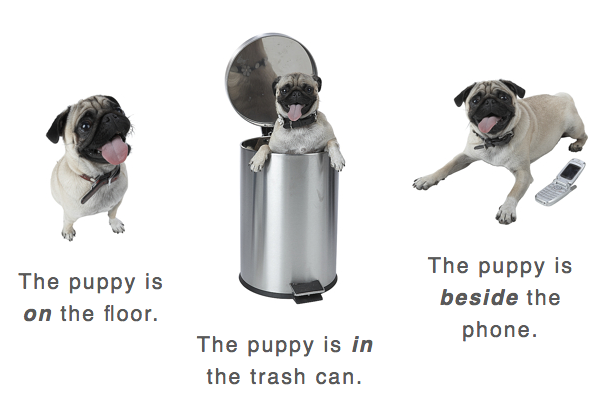 The puppy is
on the floor.
The puppy is in
the trash can.
The puppy is
beside the
phone.